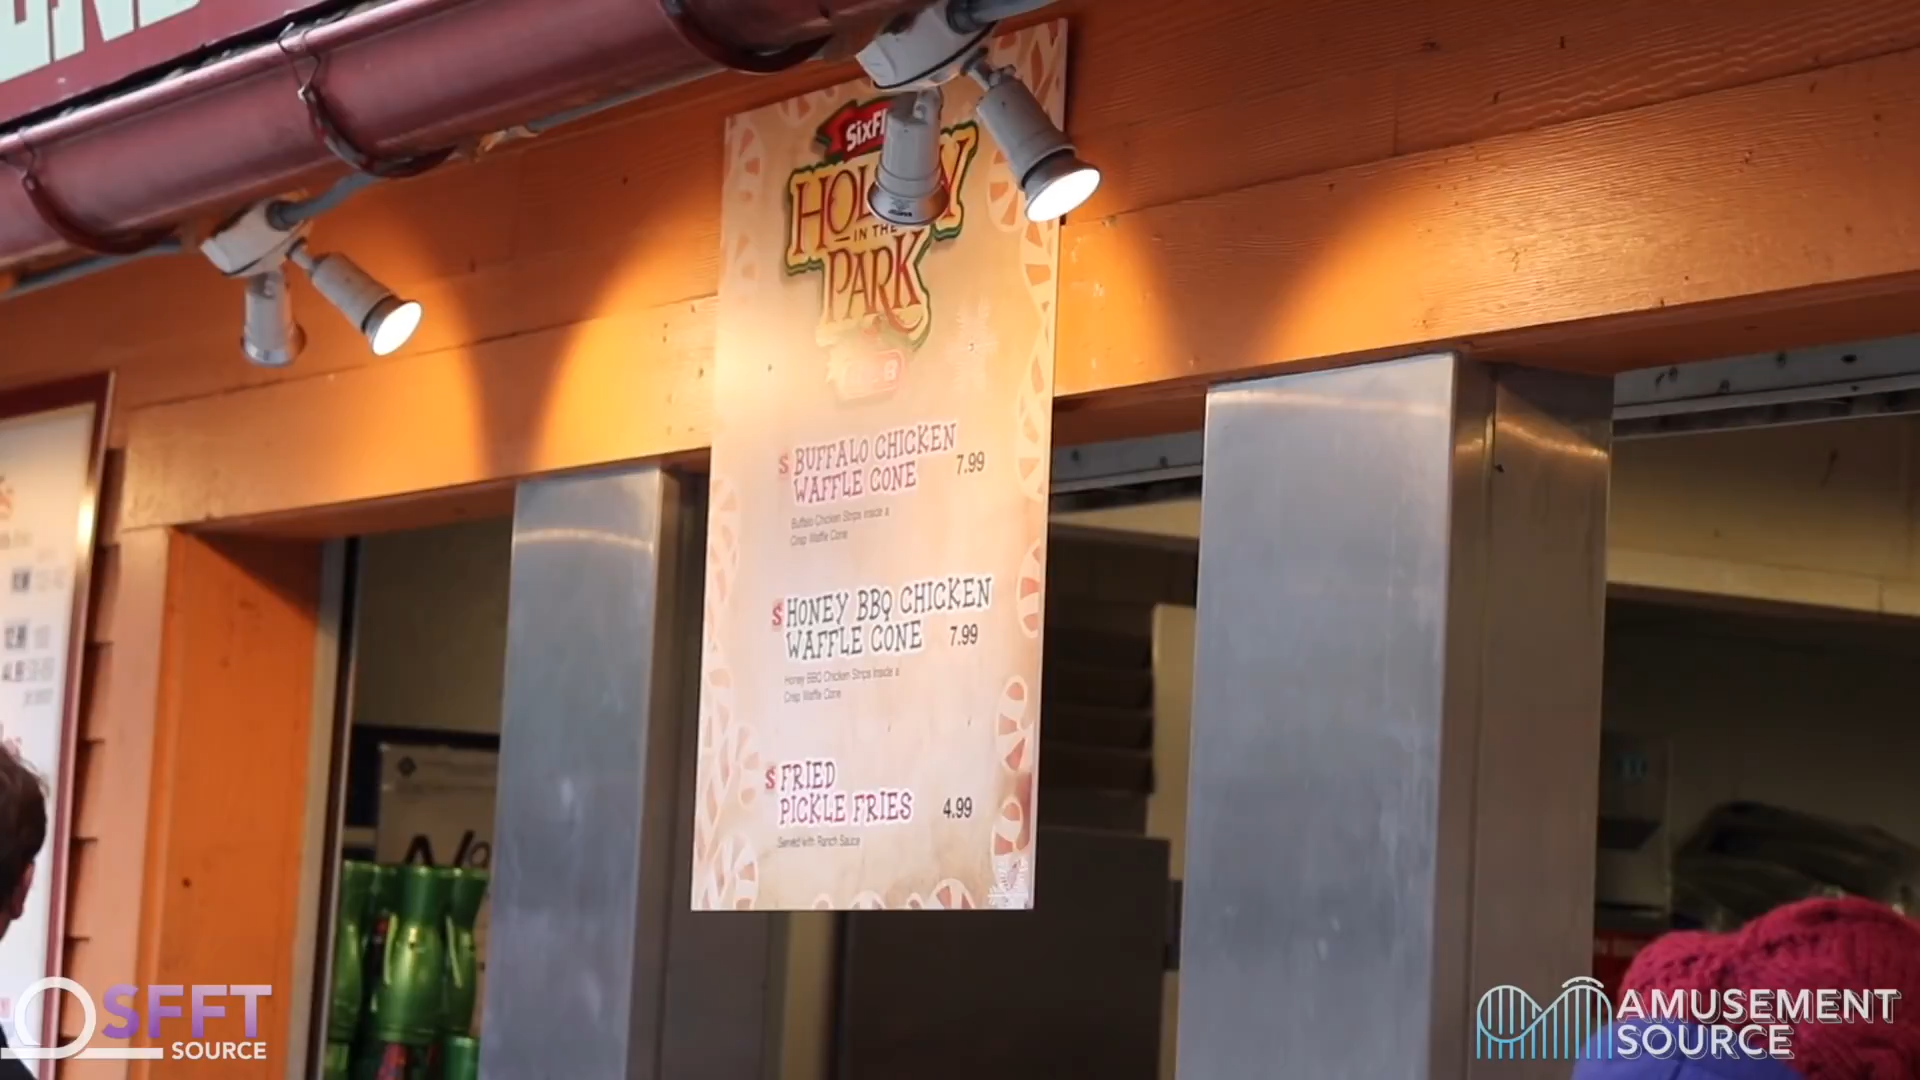 HOLIDAY
IN THE
PARK
BUFFALO CHICKEN
WAFFLE CONE 7.99
Buffalo Chicken Strips Inside a
Crisp Waffle Cone
HONEY BBQ CHICKEN
WAFFLE CONE 7.99
Honey BBQ Chicken Strips Inside a
Crisp Waffle Cone
FRIED
PICKLE FRIES 4.99
Served with Ranch Sauce
SFFT
SOURCE
AMUSEMENT
SOURCE